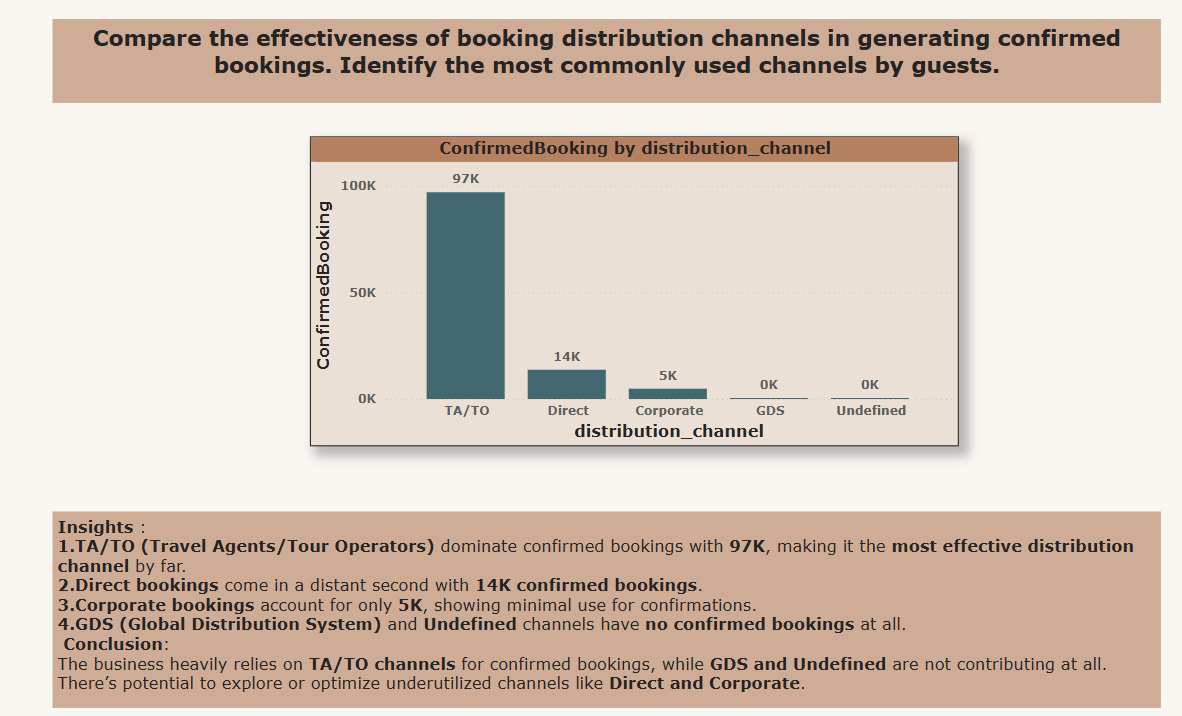 Compare the effectiveness of booking distribution channels in generating confirmed
bookings. Identify the most commonly used channels by guests.
ConfirmedBooking by distribution_channel
ConfirmedBooking
100K
50K
0K
97K
14K
5K
0K
0K
TA/TO
Direct
Corporate
GDS
Undefined
distribution_channel
Insights :
1.TA/TO (Travel Agents/Tour Operators) dominate confirmed bookings with 97K, making it the most effective distribution
channel by far.
2.Direct bookings come in a distant second with 14K confirmed bookings.
3.Corporate bookings account for only 5K, showing minimal use for confirmations.
4.GDS (Global Distribution System) and Undefined channels have no confirmed bookings at all.
Conclusion:
The business heavily relies on TA/TO channels for confirmed bookings, while GDS and Undefined are not contributing at all.
There’s potential to explore or optimize underutilized channels like Direct and Corporate.